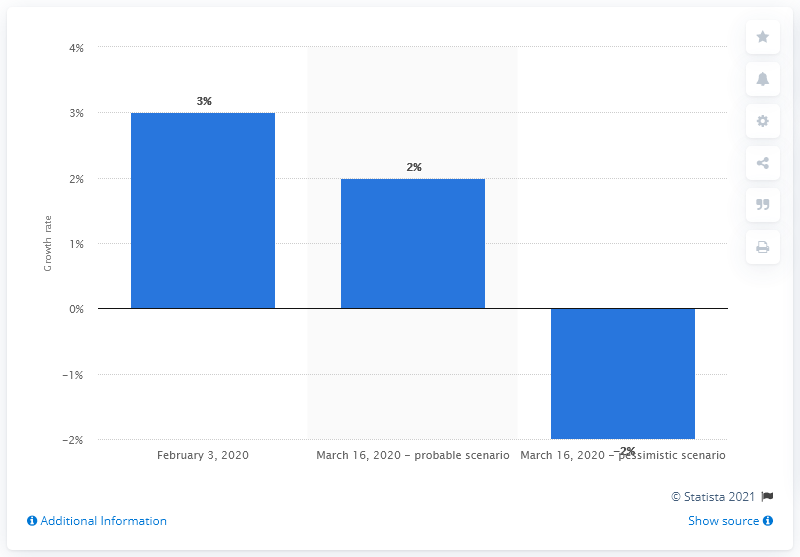 4%
3%
3%
2%
2%
1%
Growth rate
0%
–1%
–2%
–2%
February 3, 2020
March 16, 2020 – probable scenario
March 16, 2020 – pessimistic scenario
© Statista 2021
Additional Information
Show source